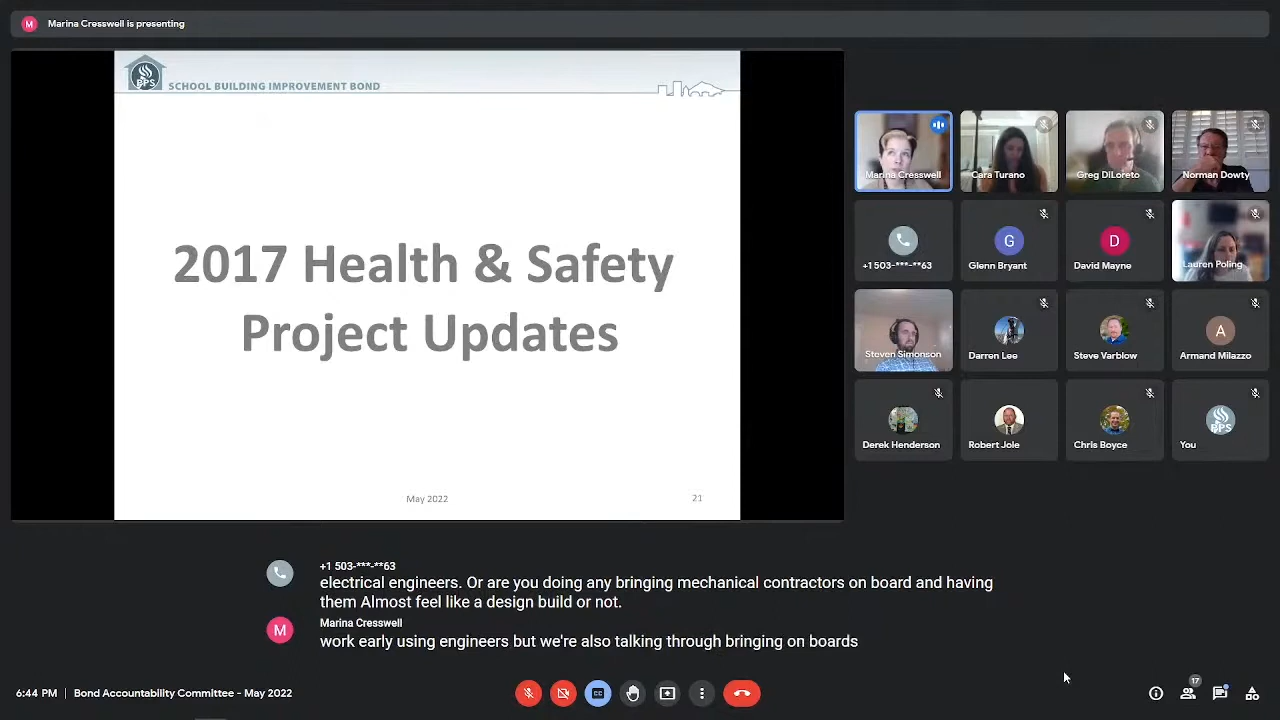 M Marina Cresswell is presenting
BPS SCHOOL BUILDING IMPROVEMENT BOND
2017 Health & Safety
Project Updates
May 2022 21
Marina Cresswell Cara Turano Greg DiLoreto Norman Dowty
G D
+1 503-***-**63 Glenn Bryant David Mayne Lauren Poling
A
Steven Simonson Darren Lee Steve Varblow Armand Milazzo
BPS
Derek Henderson Robert Jole Chris Boyce You
+1 503-***-**63
electrical engineers. Or are you doing any bringing mechanical contractors on board and having
them Almost feel like a design build or not.
Marina Cresswell
M work early using engineers but we're also talking through bringing on boards
6:44 PM | Bond Accountability Committee - May 2022 CC 17